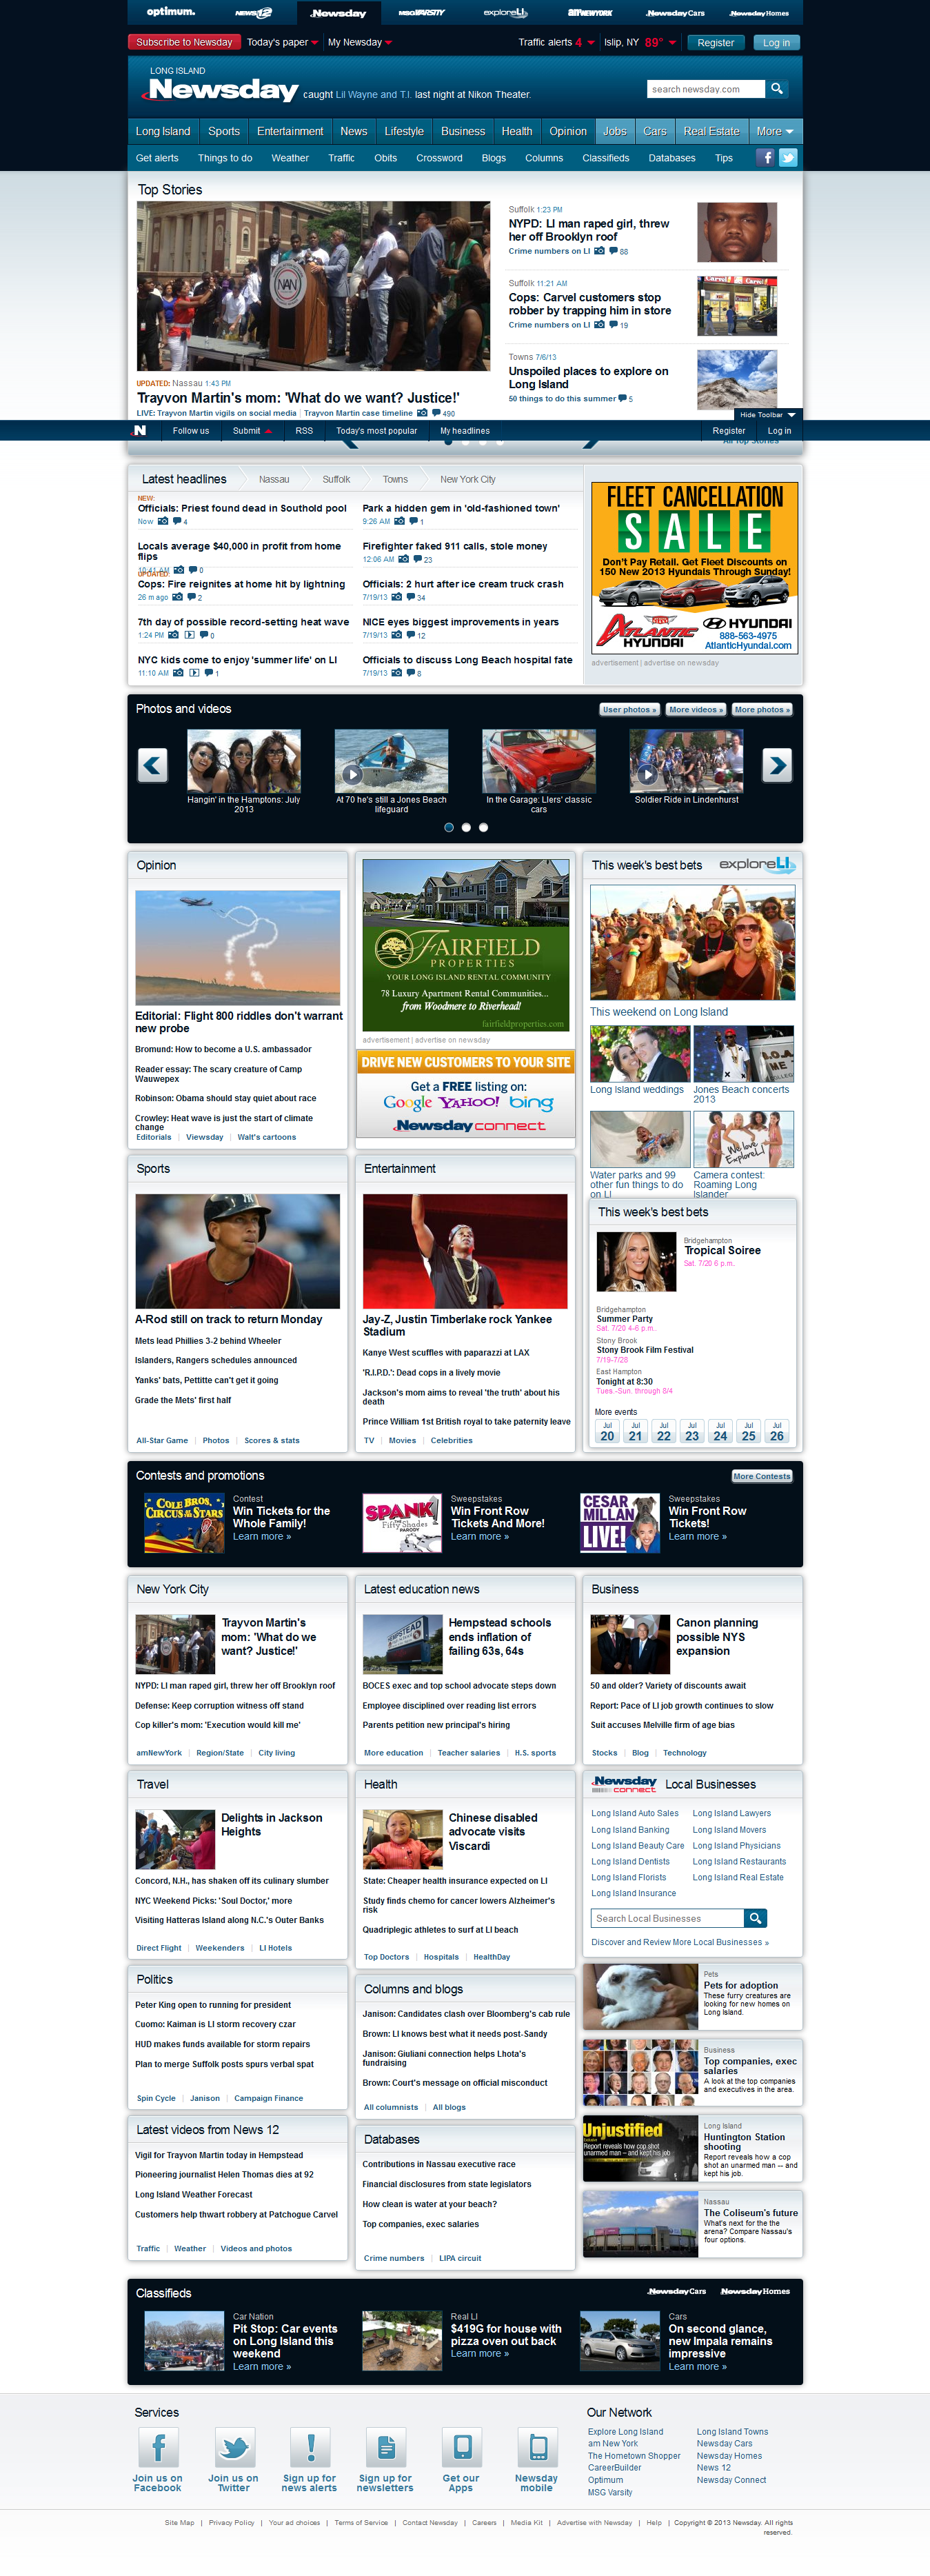 optimum.
NEWS 12
Newsday
MSG VARSITY
exploreLI
amNEWYORK
Newsday Cars
Newsday Homes
Subscribe to Newsday
Today's paper
My Newsday
Traffic alerts 4
Islip, NY 89°
Register
Log in
LONG ISLAND
Newsday caught Lil Wayne and T.I. last night at Nikon Theater.
search newsday.com
Long Island
Sports
Entertainment
News
Lifestyle
Business
Health
Opinion
Jobs
Cars
Real Estate
More
Get alerts
Things to do
Weather
Traffic
Obits
Crossword
Blogs
Columns
Classifieds
Databases
Tips
Top Stories
NAN
UPDATED: Nassau 1:43 PM
Trayvon Martin's mom: 'What do we want? Justice!'
LIVE: Trayvon Martin vigils on social media | Trayvon Martin case timeline 490
Suffolk 1:23 PM
NYPD: LI man raped girl, threw
her off Brooklyn roof
Crime numbers on LI 88
Suffolk 11:21 AM
Cops: Carvel customers stop
robber by trapping him in store
Crime numbers on LI 19
Carvel
Towns 7/6/13
Unspoiled places to explore on
Long Island
50 things to do this summer 5
Hide Toolbar
N
Follow us
Submit
RSS
Today's most popular
My headlines
Register
Log in
All Top Stories
Latest headlines
Nassau
Suffolk
Towns
New York City
NEW:
Officials: Priest found dead in Southold pool
Now 4
Locals average $40,000 in profit from home
flips
10:41 AM 0
UPDATED:
Cops: Fire reignites at home hit by lightning
26 m ago 2
7th day of possible record-setting heat wave
1:24 PM 0
NYC kids come to enjoy 'summer life' on LI
11:10 AM 1
Park a hidden gem in 'old-fashioned town'
9:26 AM 1
Firefighter faked 911 calls, stole money
12:06 AM 23
Officials: 2 hurt after ice cream truck crash
7/19/13 34
NICE eyes biggest improvements in years
7/19/13 12
Officials to discuss Long Beach hospital fate
7/19/13 8
FLEET CANCELLATION
SALE
Don't Pay Retail. Get Fleet Discounts on
150 New 2013 Hyundais Through Sunday!
ATLANTIC
HYUNDAI
HYUNDAI
888-563-4975
AtlanticHyundai.com
advertisement | advertise on newsday
Photos and videos
User photos »
More videos »
More photos »
Hangin' in the Hamptons: July
2013
At 70 he's still a Jones Beach
lifeguard
In the Garage: LIers' classic
cars
Soldier Ride in Lindenhurst
Opinion
Editorial: Flight 800 riddles don't warrant
new probe
Bromund: How to become a U.S. ambassador
Reader essay: The scary creature of Camp
Wauwepex
Robinson: Obama should stay quiet about race
Crowley: Heat wave is just the start of climate
change
Editorials | Viewsday | Walt's cartoons
FAIRFIELD
PROPERTIES
YOUR LONG ISLAND RENTAL COMMUNITY
78 Luxury Apartment Rental Communities...
from Woodmere to Riverhead!
fairfieldproperties.com
advertisement | advertise on newsday
DRIVE NEW CUSTOMERS TO YOUR SITE
Get a FREE listing on:
Google YAHOO! bing
Newsday connect
This week's best bets
exploreLI
This weekend on Long Island
Long Island weddings
Jones Beach concerts
2013
We love
ExploreLI
Water parks and 99
other fun things to do
on LI
Camera contest:
Roaming Long
Islander
This week's best bets
Bridgehampton
Tropical Soiree
Sat. 7/20 6 p.m.
Bridgehampton
Summer Party
Sat. 7/20 4-6 p.m.
Stony Brook
Stony Brook Film Festival
7/19-7/28
East Hampton
Tonight at 8:30
Tues.-Sun. through 8/4
More events
Jul 20
Jul 21
Jul 22
Jul 23
Jul 24
Jul 25
Jul 26
Sports
A-Rod still on track to return Monday
Mets lead Phillies 3-2 behind Wheeler
Islanders, Rangers schedules announced
Yanks' bats, Pettitte can't get it going
Grade the Mets' first half
All-Star Game | Photos | Scores & stats
Entertainment
Jay-Z, Justin Timberlake rock Yankee
Stadium
Kanye West scuffles with paparazzi at LAX
'R.I.P.D.': Dead cops in a lively movie
Jackson's mom aims to reveal 'the truth' about his
death
Prince William 1st British royal to take paternity leave
TV | Movies | Celebrities
Contests and promotions
More Contests
COLE BROS.
CIRCUS OF THE
STARS
Contest
Win Tickets for the
Whole Family!
Learn more »
SPANK!
The Fifty Shades
PARODY
Sweepstakes
Win Front Row
Tickets And More!
Learn more »
CESAR
MILLAN
LIVE!
Sweepstakes
Win Front Row
Tickets!
Learn more »
New York City
Trayvon Martin's
mom: 'What do we
want? Justice!'
NYPD: LI man raped girl, threw her off Brooklyn roof
Defense: Keep corruption witness off stand
Cop killer's mom: 'Execution would kill me'
amNewYork | Region/State | City living
Latest education news
HEMPSTEAD
Hempstead schools
ends inflation of
failing 63s, 64s
BOCES exec and top school advocate steps down
Employee disciplined over reading list errors
Parents petition new principal's hiring
More education | Teacher salaries | H.S. sports
Business
Canon planning
possible NYS
expansion
50 and older? Variety of discounts await
Report: Pace of LI job growth continues to slow
Suit accuses Melville firm of age bias
Stocks | Blog | Technology
Travel
Delights in Jackson
Heights
Concord, N.H., has shaken off its culinary slumber
NYC Weekend Picks: 'Soul Doctor,' more
Visiting Hatteras Island along N.C.'s Outer Banks
Direct Flight | Weekenders | LI Hotels
Health
Chinese disabled
advocate visits
Viscardi
State: Cheaper health insurance expected on LI
Study finds chemo for cancer lowers Alzheimer's
risk
Quadriplegic athletes to surf at LI beach
Top Doctors | Hospitals | HealthDay
Newsday connect
Local Businesses
Long Island Auto Sales
Long Island Banking
Long Island Beauty Care
Long Island Dentists
Long Island Florists
Long Island Insurance
Long Island Lawyers
Long Island Movers
Long Island Physicians
Long Island Restaurants
Long Island Real Estate
Search Local Businesses
Discover and Review More Local Businesses »
Politics
Peter King open to running for president
Cuomo: Kaiman is LI storm recovery czar
HUD makes funds available for storm repairs
Plan to merge Suffolk posts spurs verbal spat
Spin Cycle | Janison | Campaign Finance
Columns and blogs
Janison: Candidates clash over Bloomberg's cab rule
Brown: LI knows best what it needs post-Sandy
Janison: Giuliani connection helps Lhota's
fundraising
Brown: Court's message on official misconduct
All columnists | All blogs
Pets
Pets for adoption
These furry creatures are
looking for new homes on
Long Island.
Business
Top companies, exec
salaries
A look at the top companies
and executives in the area.
Unjustified
Report reveals how cop shot
unarmed man – and kept his job.
Long Island
Huntington Station
shooting
Report reveals how a cop
shot an unarmed man -- and
kept his job.
Nassau
The Coliseum's future
What's next for the the
arena? Compare Nassau's
four options.
Latest videos from News 12
Vigil for Trayvon Martin today in Hempstead
Pioneering journalist Helen Thomas dies at 92
Long Island Weather Forecast
Customers help thwart robbery at Patchogue Carvel
Traffic | Weather | Videos and photos
Databases
Contributions in Nassau executive race
Financial disclosures from state legislators
How clean is water at your beach?
Top companies, exec salaries
Crime numbers | LIPA circuit
Classifieds
Newsday Cars
Newsday Homes
Car Nation
Pit Stop: Car events
on Long Island this
weekend
Learn more »
Real LI
$419G for house with
pizza oven out back
Learn more »
Cars
On second glance,
new Impala remains
impressive
Learn more »
Services
Join us on
Facebook
Join us on
Twitter
Sign up for
news alerts
Sign up for
newsletters
Get our
Apps
Newsday
mobile
Our Network
Explore Long Island
am New York
The Hometown Shopper
CareerBuilder
Optimum
MSG Varsity
Long Island Towns
Newsday Cars
Newsday Homes
News 12
Newsday Connect
Site Map | Privacy Policy | Your ad choices | Terms of Service | Contact Newsday | Careers | Media Kit | Advertise with Newsday | Help | Copyright © 2013 Newsday. All rights
reserved.